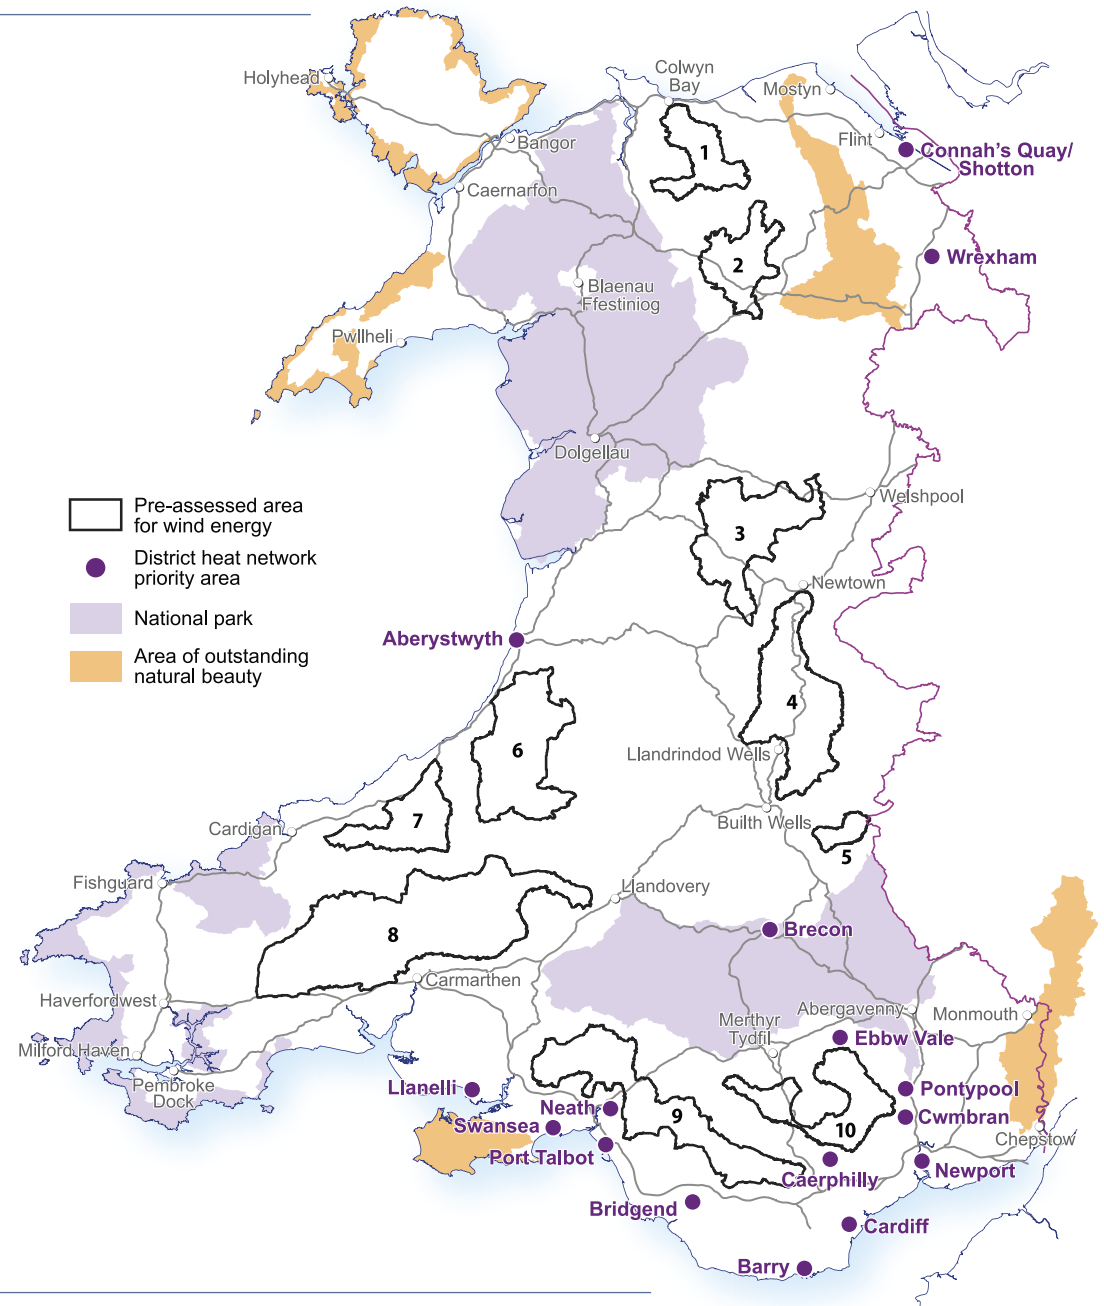 Holyhead
Colwyn
Bay
Mostyn
Flint
Bangor
Connah's Quay/
Shotton
1
Caernarfon
Wrexham
2
Blaenau
Ffestiniog
Pwllheli
Dolgellau
Welshpool
Pre-assessed area
for wind energy
District heat network
priority area
National park
Area of outstanding
natural beauty
3
Newtown
Aberystwyth
4
6
Llandrindod Wells
7
Builth Wells
Cardigan
5
Fishguard
Llandovery
8
Brecon
Carmarthen
Haverfordwest
Abergavenny
Monmouth
Merthyr
Tydfil
Ebbw Vale
Milford Haven
Pembroke
Dock
Llanelli
Pontypool
Neath
9
Cwmbran
Swansea
10
Chepstow
Port Talbot
Newport
Caerphilly
Bridgend
Cardiff
Barry